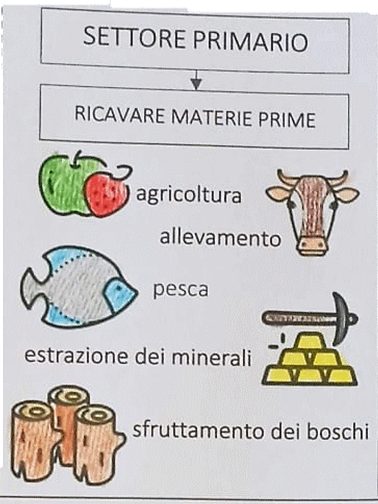 SETTORE PRIMARIO
RICAVARE MATERIE PRIME
agricoltura
allevamento
pesca
estrazione dei minerali
sfruttamento dei boschi